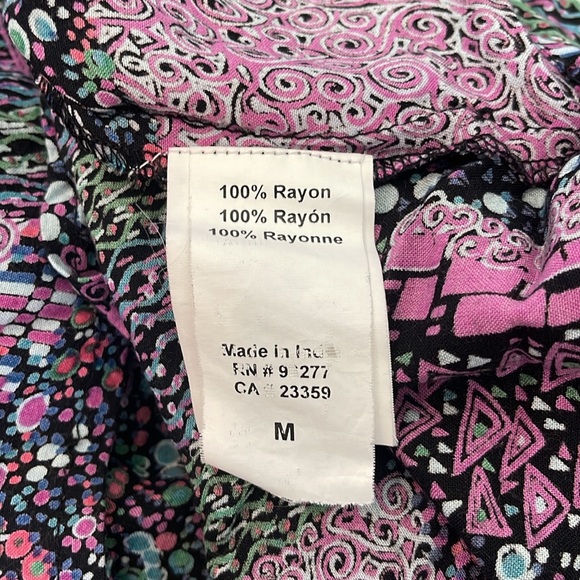 100% Rayon
100% Rayón
100% Rayonne
Made in
RN #
CA # 23359
M